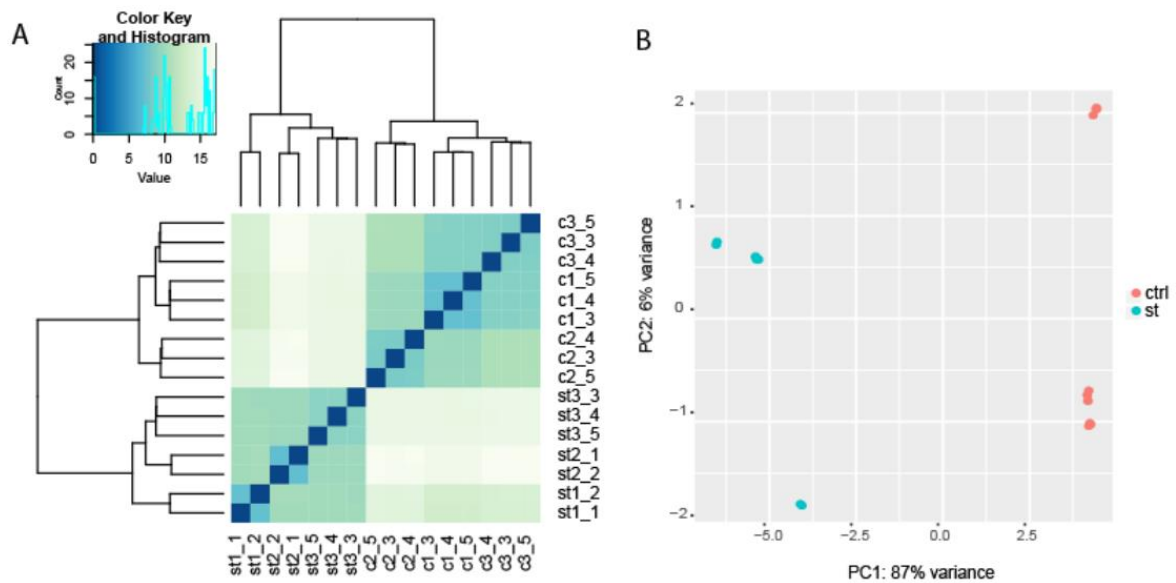 A
Color Key
and Histogram
Count
0 10 20
0 5 10 15
Value
c3_5
c3_3
c3_4
c1_5
c1_4
c1_3
c2_4
c2_3
c2_5
st3_3
st3_4
st3_5
st2_1
st2_2
st1_2
st1_1
st1_1 st1_2 st2_2 st2_1 st3_5 st3_4 st3_3 c2_5 c2_3 c2_4 c1_3 c1_4 c1_5 c3_4 c3_3 c3_5
B
2
1
0
−1
−2
PC2: 6% variance
−5.0 −2.5 0.0 2.5
PC1: 87% variance
ctrl
st